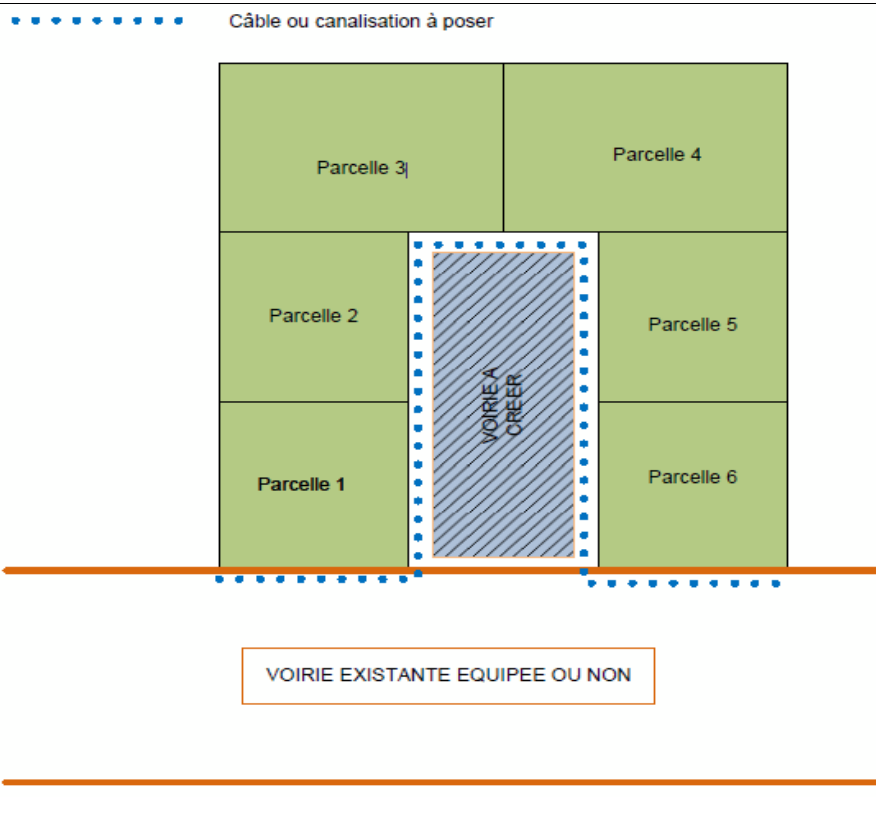 Câble ou canalisation à poser
Parcelle 3
Parcelle 4
Parcelle 2
Parcelle 5
VOIRIE A
CREER
Parcelle 1
Parcelle 6
VOIRIE EXISTANTE EQUIPEE OU NON